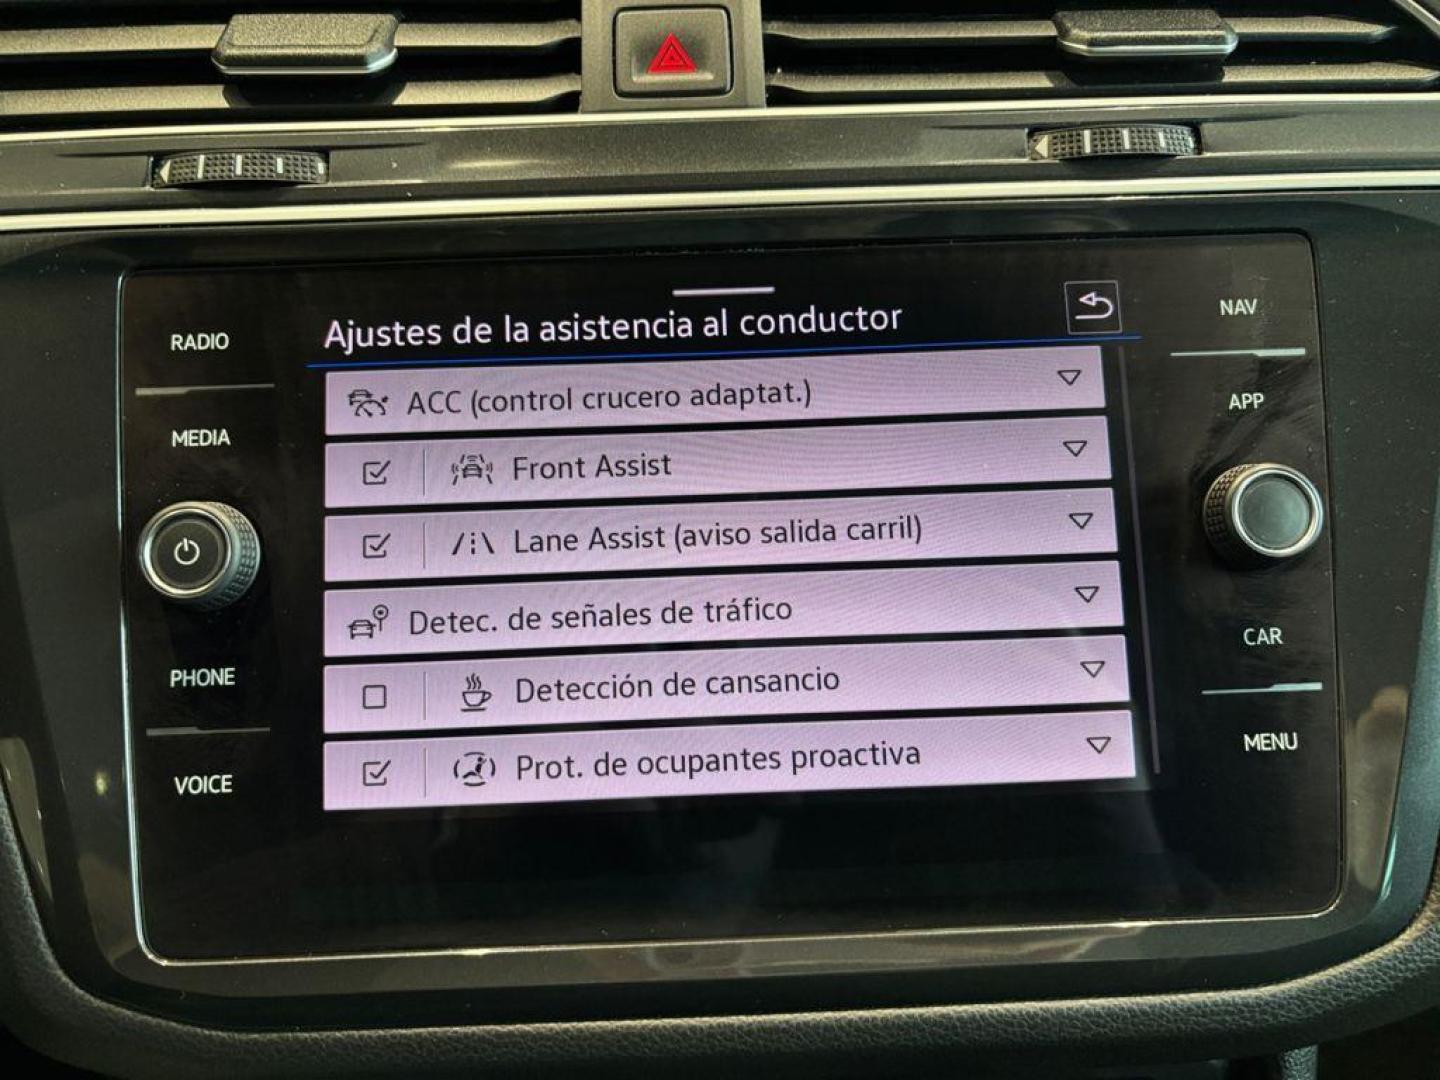 Ajustes de la asistencia al conductor
RADIO
MEDIA
PHONE
VOICE
ACC (control crucero adaptat.)
Front Assist
Lane Assist (aviso salida carril)
Detec. de señales de tráfico
Detección de cansancio
Prot. de ocupantes proactiva
NAV
APP
CAR
MENU